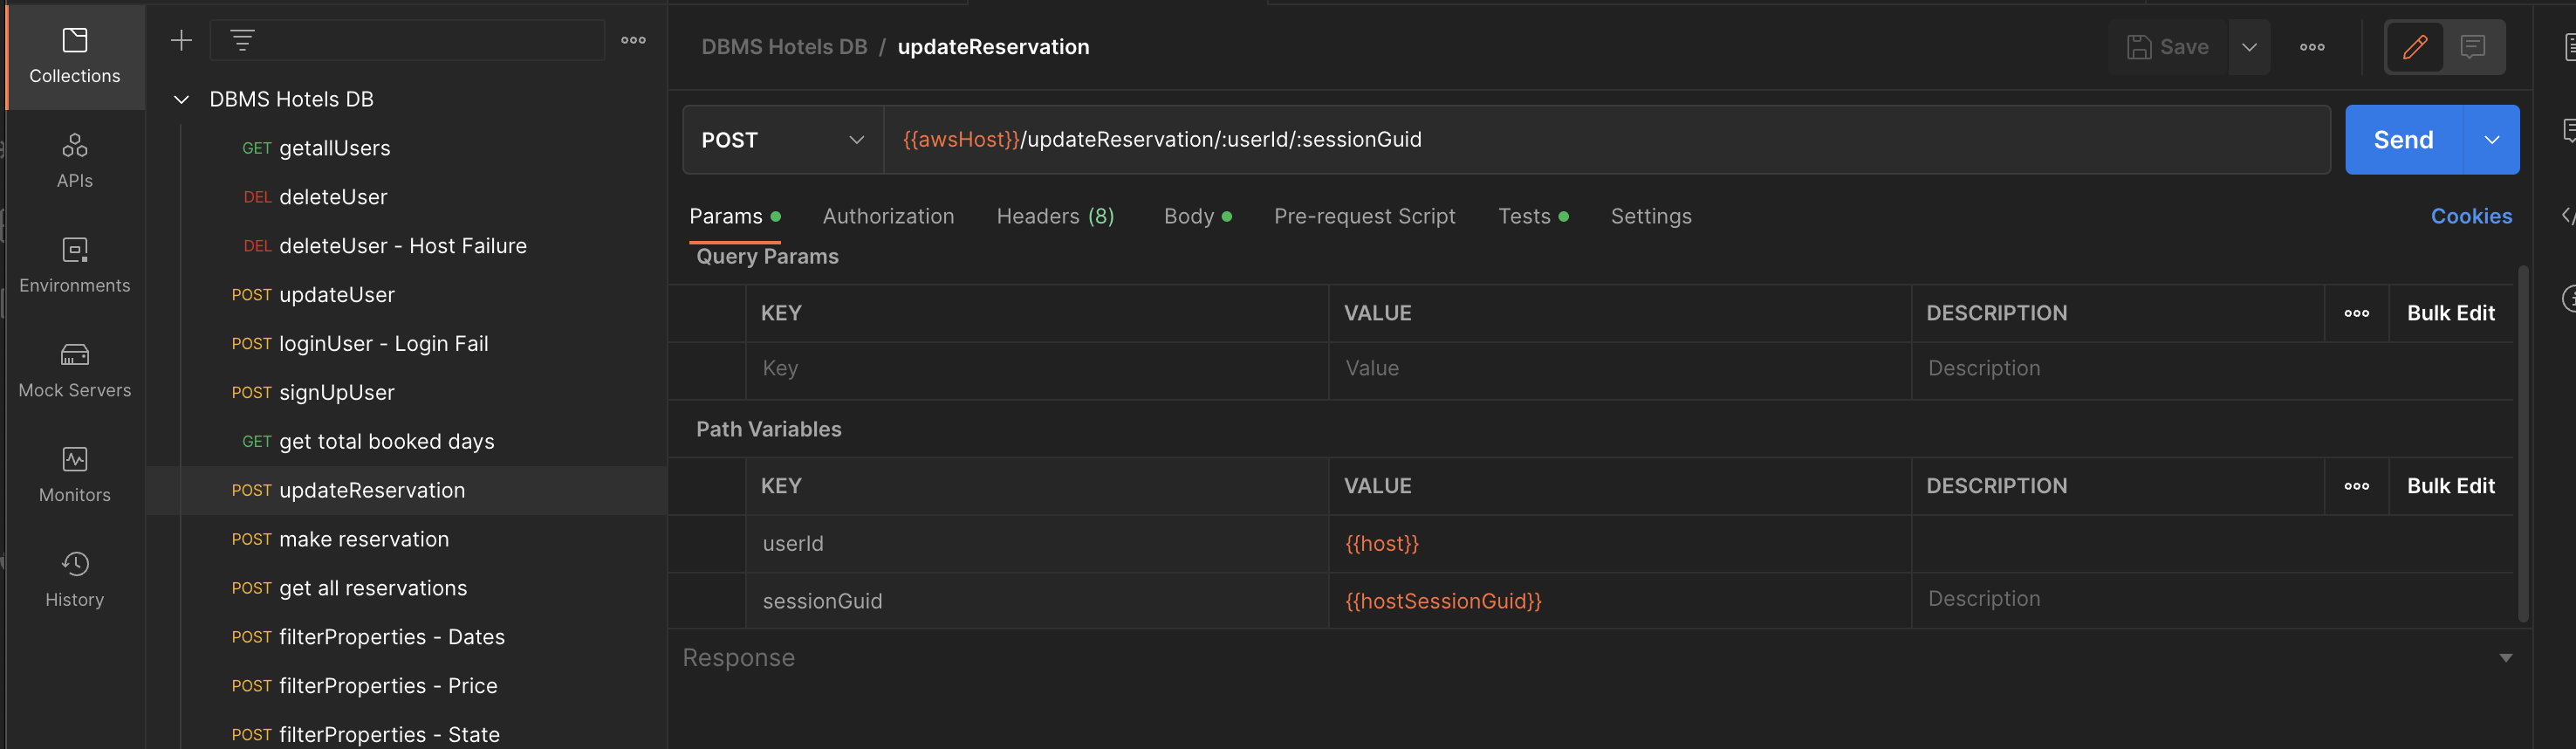 Collections
APIs
Environments
Mock Servers
Monitors
History
DBMS Hotels DB
GET getallUsers
DEL deleteUser
DEL deleteUser - Host Failure
POST updateUser
POST loginUser - Login Fail
POST signUpUser
GET get total booked days
POST updateReservation
POST make reservation
POST get all reservations
POST filterProperties - Dates
POST filterProperties - Price
POST filterProperties - State
DBMS Hotels DB / updateReservation
Save
POST {{awsHost}}/updateReservation/:userId/:sessionGuid
Send
Params Authorization Headers (8) Body Pre-request Script Tests Settings Cookies
Query Params
KEY VALUE DESCRIPTION Bulk Edit
Key Value Description
Path Variables
KEY VALUE DESCRIPTION Bulk Edit
userId {{host}}
sessionGuid {{hostSessionGuid}} Description
Response